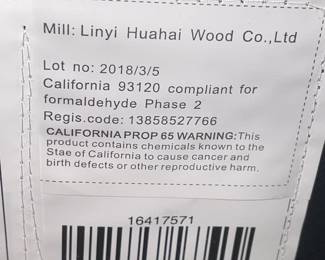 Mill: Linyi Huahai Wood Co.,Ltd
Lot no: 2018/3/5
California 93120 compliant for
formaldehyde Phase 2
Regis.code: 13858527766
CALIFORNIA PROP 65 WARNING:This
product contains chemicals known to the
Stae of California to cause cancer and
birth defects or other reproductive harm.
16417571